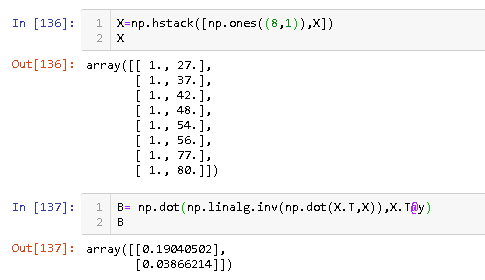 In [136]: 1 X=np.hstack([np.ones((8,1)),X])
2 X
Out[136]: array([[ 1., 27.],
[ 1., 37.],
[ 1., 42.],
[ 1., 48.],
[ 1., 54.],
[ 1., 56.],
[ 1., 77.],
[ 1., 80.]])
In [137]: 1 B= np.dot(np.linalg.inv(np.dot(X.T,X)),X.T@y)
2 B
Out[137]: array([[0.19040502],
[0.03866214]])